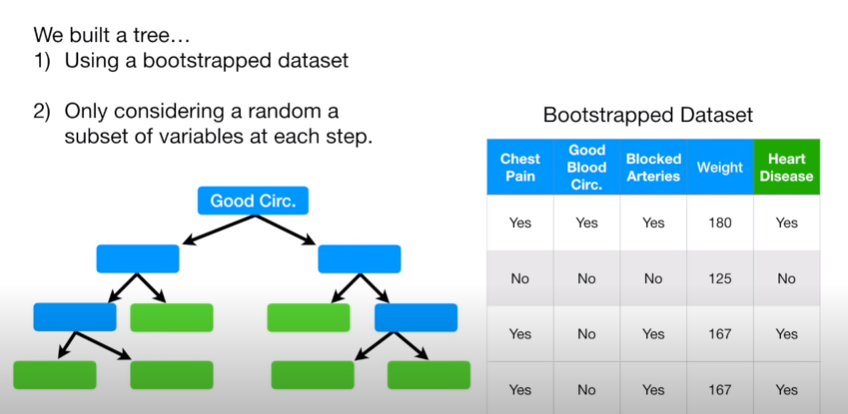 We built a tree...
1) Using a bootstrapped dataset
2) Only considering a random a
subset of variables at each step.
Good Circ.
Bootstrapped Dataset
Chest Pain Good Blood Circ. Blocked Arteries Weight Heart Disease
Yes Yes Yes 180 Yes
No No No 125 No
Yes No Yes 167 Yes
Yes No Yes 167 Yes